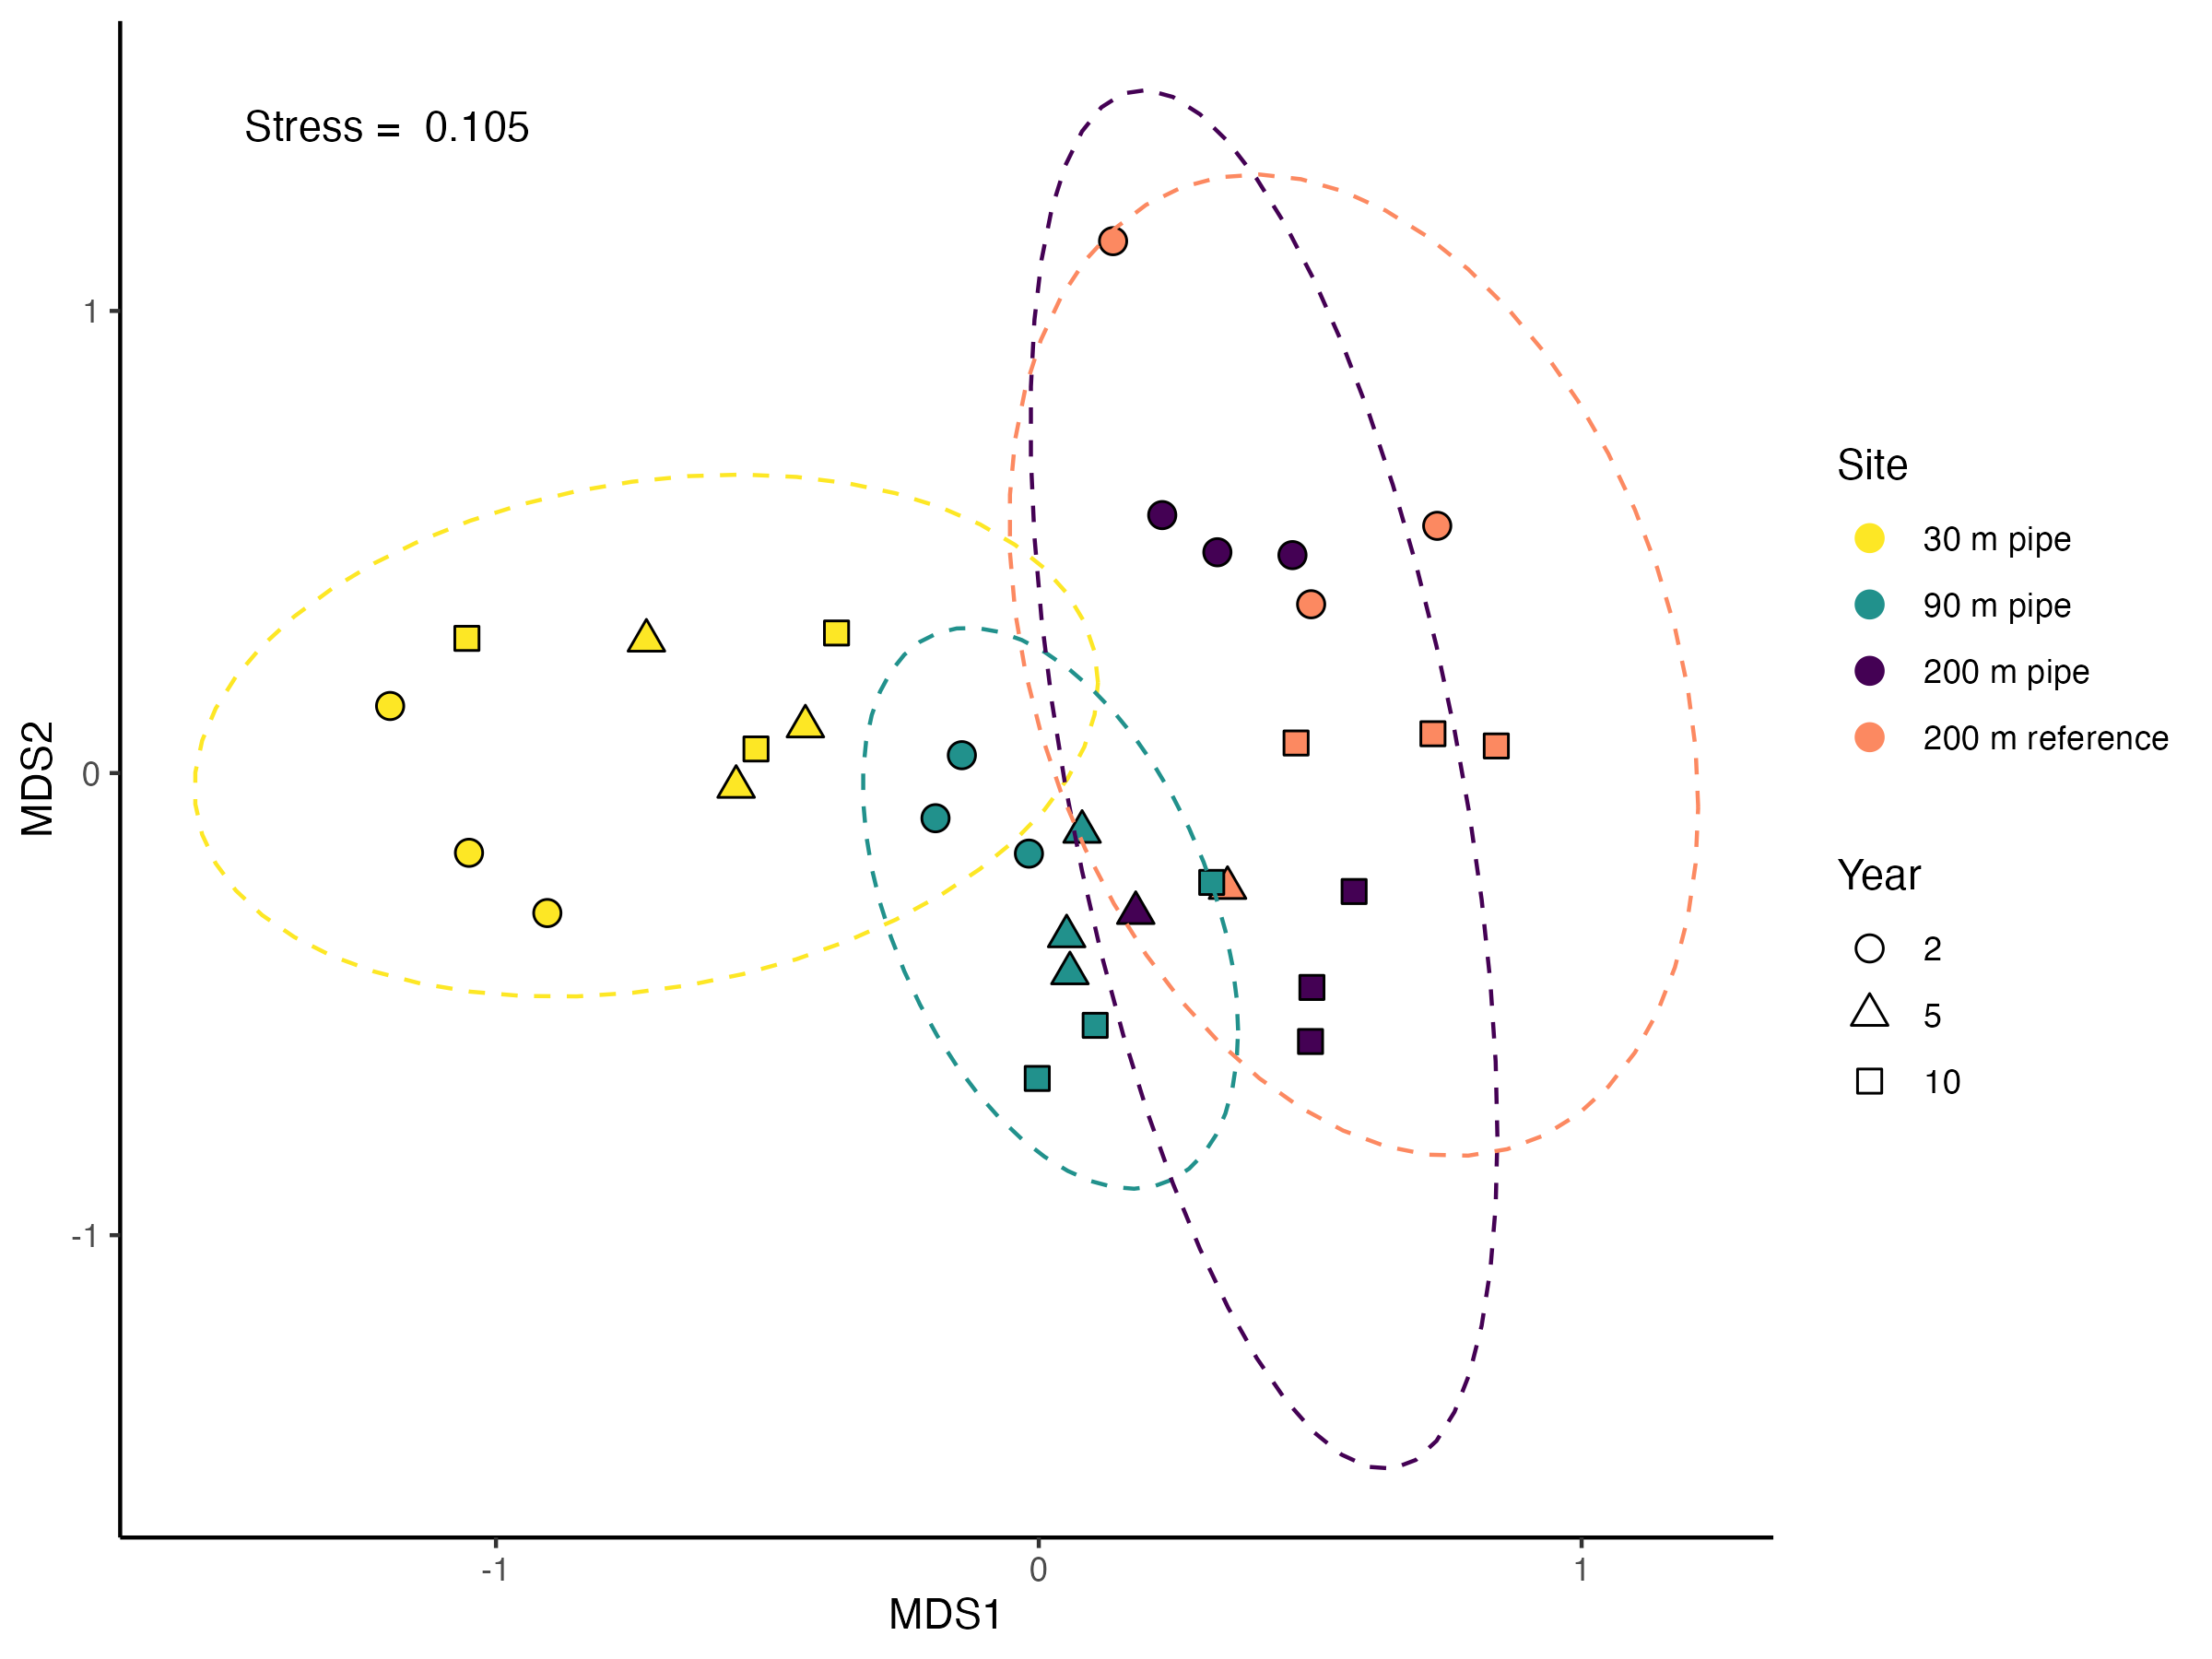 Stress = 0.105
MDS2
1
0
-1
-1
0
1
MDS1
Site
30 m pipe
90 m pipe
200 m pipe
200 m reference
Year
2
5
10